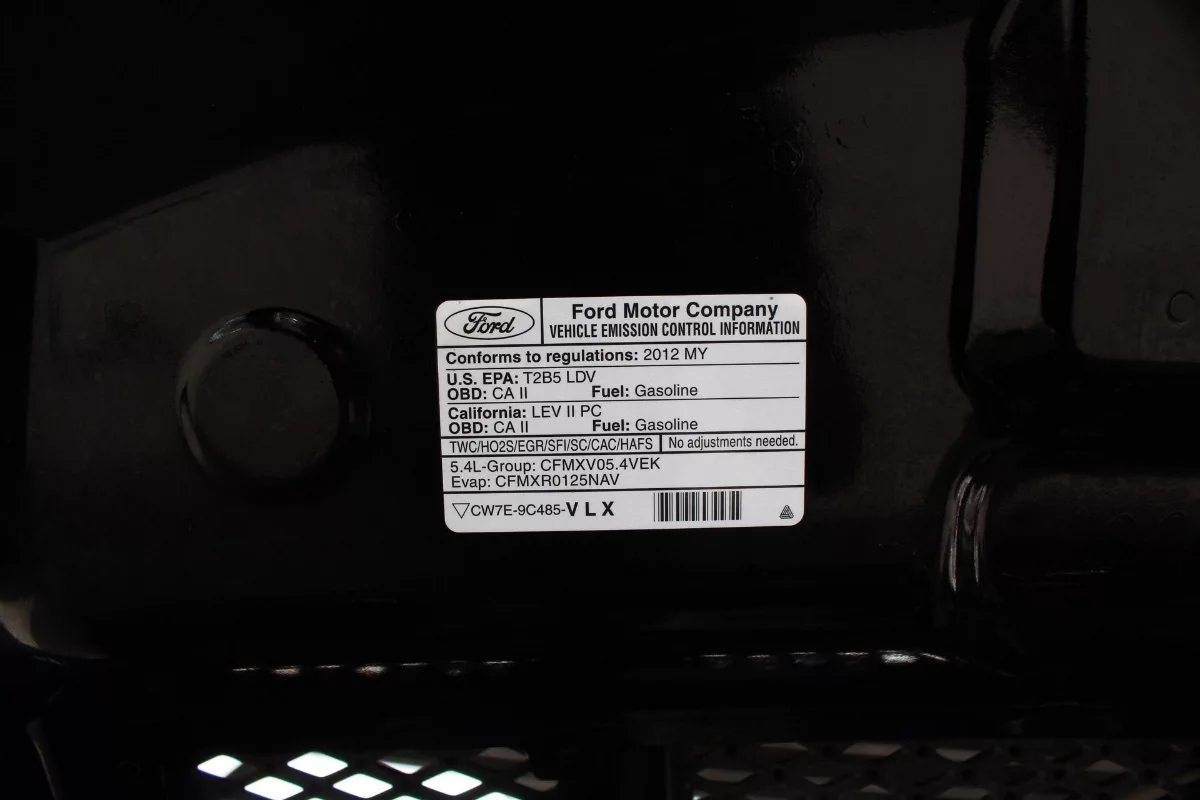 Ford
Ford Motor Company
VEHICLE EMISSION CONTROL INFORMATION
Conforms to regulations: 2012 MY
U.S. EPA: T2B5 LDV
OBD: CA II Fuel: Gasoline
California: LEV II PC
OBD: CA II Fuel: Gasoline
TWC/HO2S/EGR/SFI/SC/CAC/HAFS No adjustments needed.
5.4L-Group: CFMXV05.4VEK
Evap: CFMXR0125NAV
CW7E-9C485-V L X